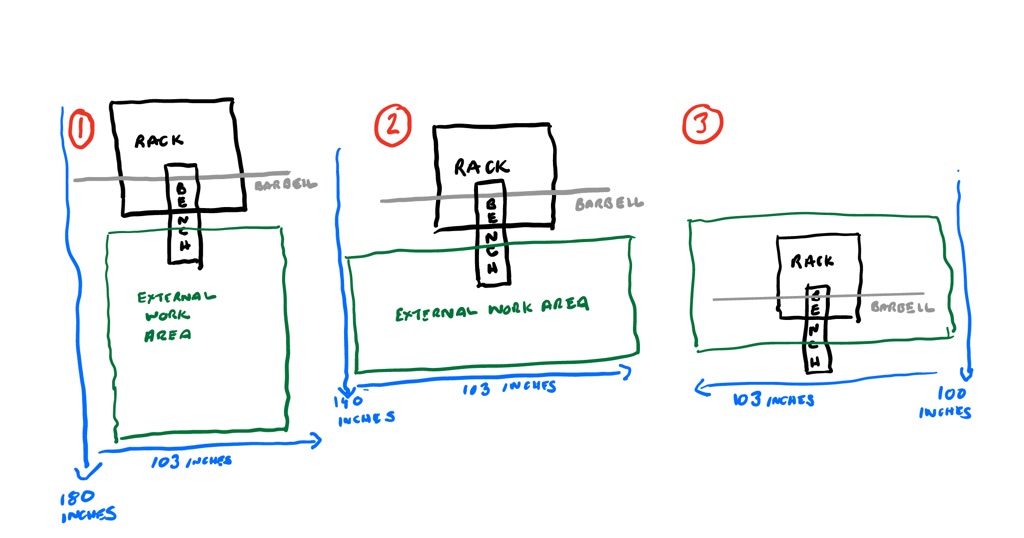 1
RACK
BARBELL
BENCH
EXTERNAL
WORK
AREA
103 INCHES
180
INCHES
2
RACK
BARBELL
BENCH
EXTERNAL WORK AREA
103 INCHES
140
INCHES
3
RACK
BARBELL
BENCH
103 INCHES
100
INCHES